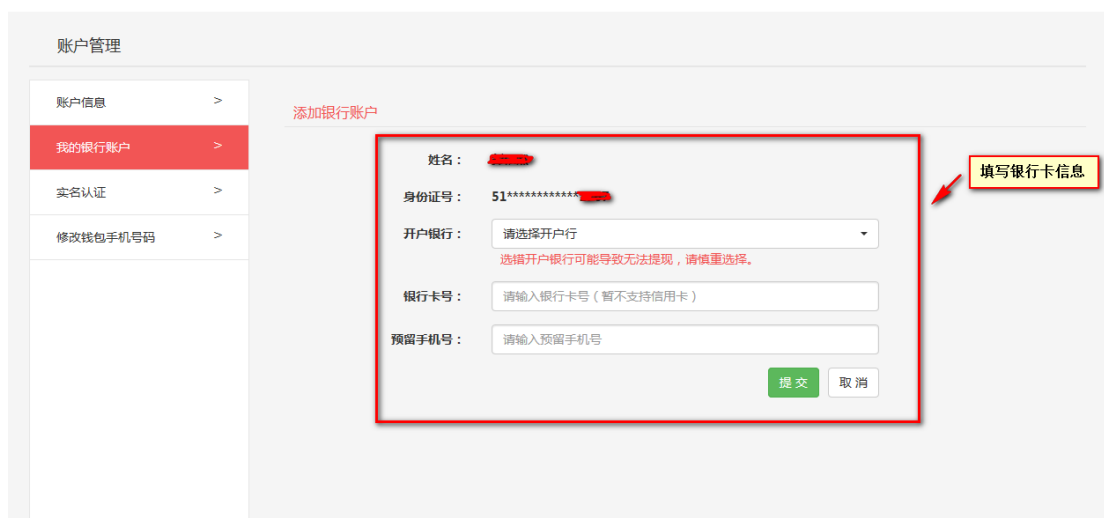 账户管理
账户信息 >
添加银行账户
我的银行账户 >
姓名：
填写银行卡信息
实名认证 >
身份证号： 51************
修改钱包手机号码 >
开户银行： 请选择开户行
选错开户银行可能导致无法提现，请慎重选择。
银行卡号： 请输入银行卡号（暂不支持信用卡）
预留手机号： 请输入预留手机号
提 交 取 消